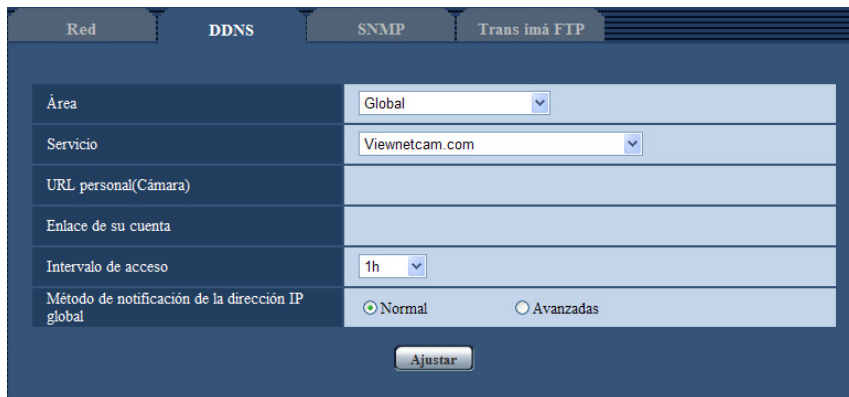 Red DDNS SNMP Trans imá FTP
Área Global
Servicio Viewnetcam.com
URL personal(Cámara)
Enlace de su cuenta
Intervalo de acceso 1h
Método de notificación de la dirección IP
global
Normal Avanzadas
Ajustar